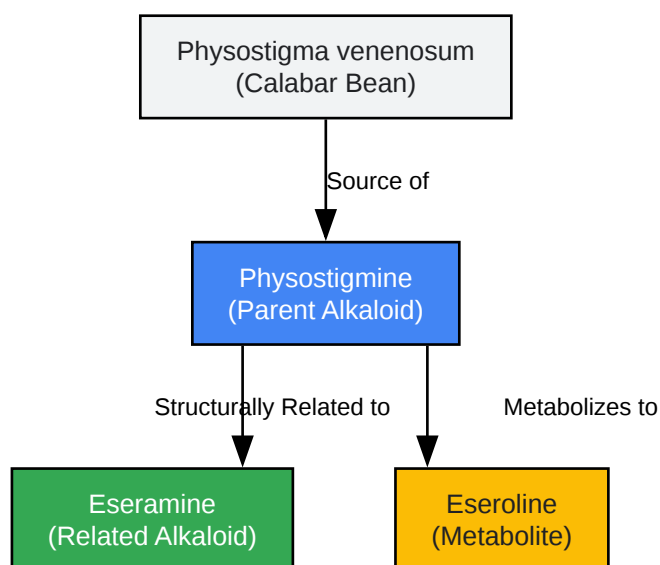 Physostigma venenosum
(Calabar Bean)
Source of
Physostigmine
(Parent Alkaloid)
Structurally Related to
Metabolizes to
Eseramine
(Related Alkaloid)
Eseroline
(Metabolite)